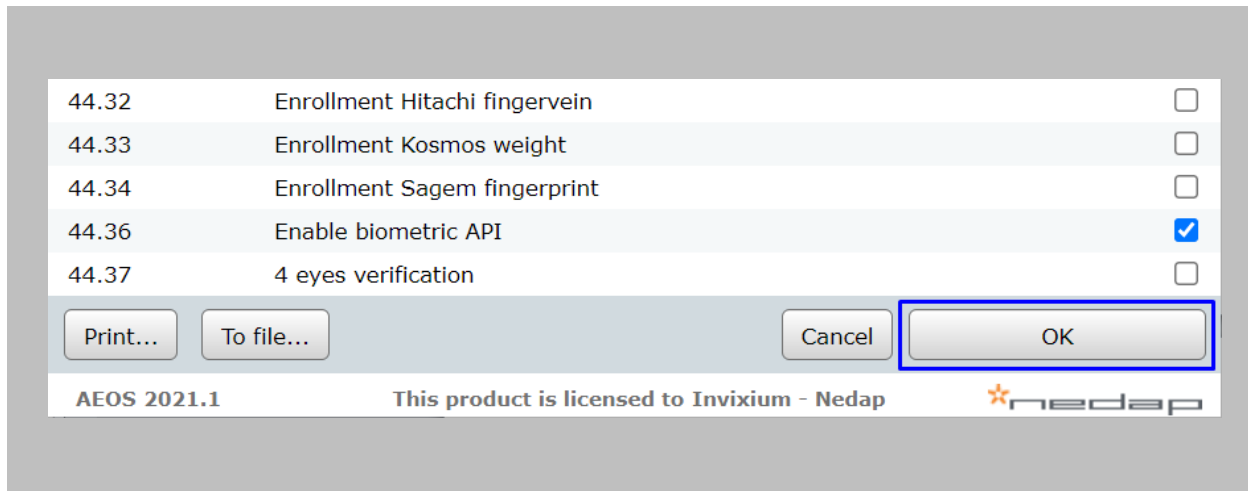 44.32 Enrollment Hitachi fingervein
44.33 Enrollment Kosmos weight
44.34 Enrollment Sagem fingerprint
44.36 Enable biometric API
44.37 4 eyes verification
Print... To file... Cancel OK
AEOS 2021.1 This product is licensed to Invixium - Nedap nedap